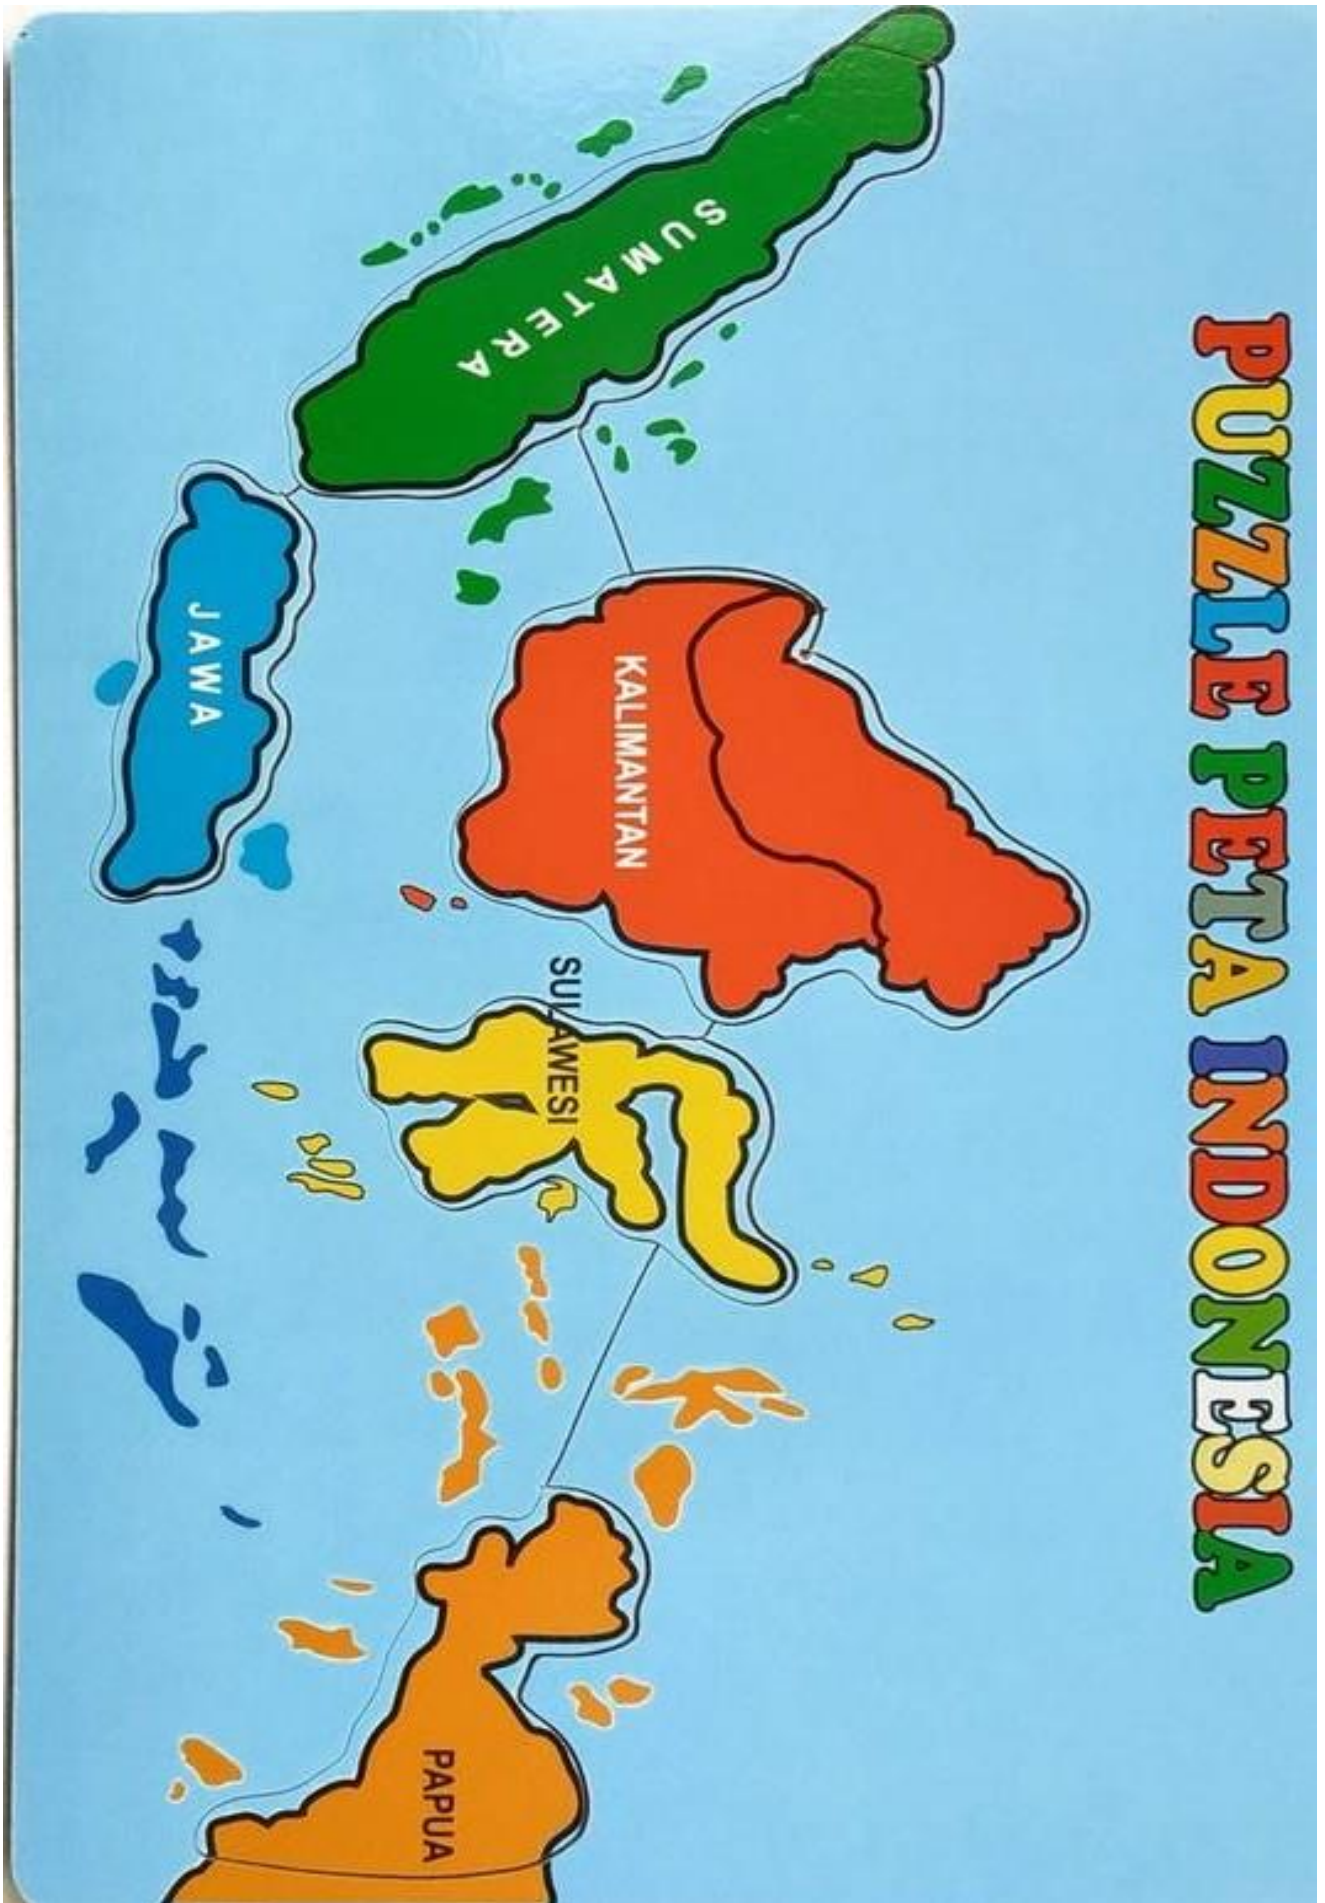 PUZZLE PETA INDONESIA
SUMATERA
KALIMANTAN
JAWA
SULAWESI
PAPUA